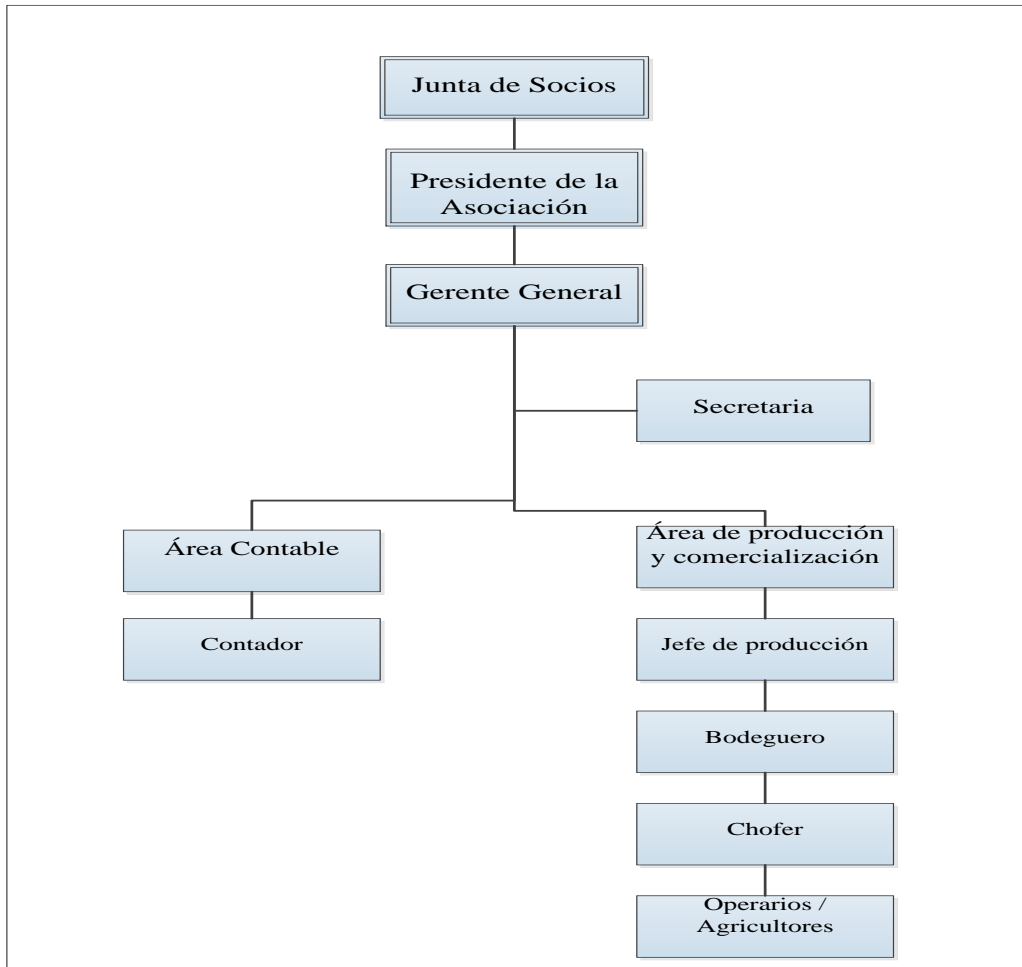 Junta de Socios
Presidente de la
Asociación
Gerente General
Secretaria
Área Contable
Área de producción
y comercialización
Contador
Jefe de producción
Bodeguero
Chofer
Operarios /
Agricultores